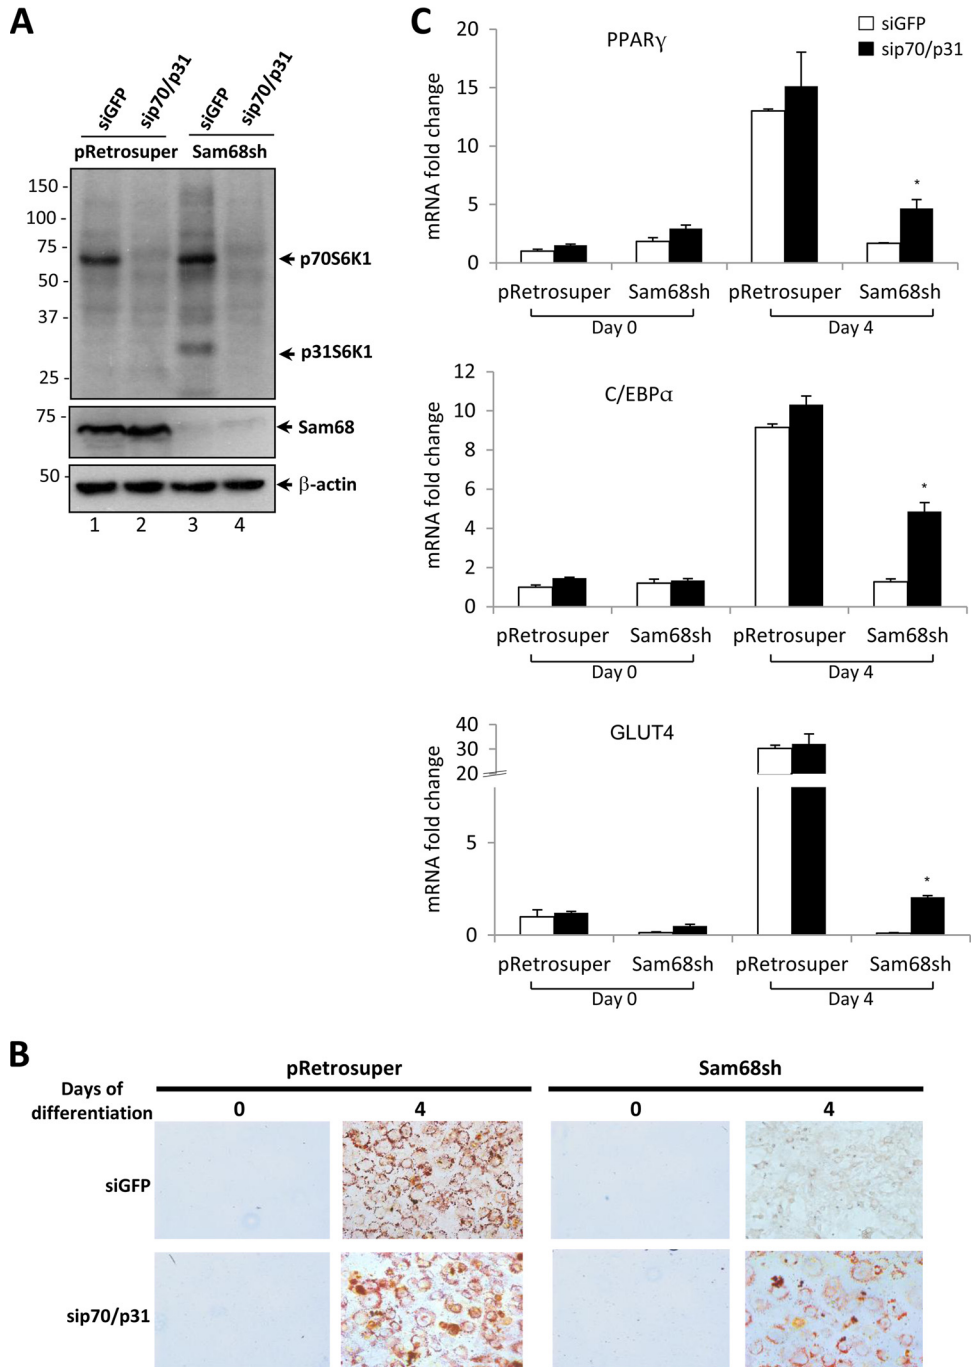 A
siGFP
sip70/p31
siGFP
sip70/p31
pRetrosuper
Sam68sh
150 -
100 -
75 -
50 -
37 -
25 -
p70S6K1
p31S6K1
75 -
Sam68
50 -
β-actin
1 2 3 4
C
siGFP
sip70/p31
PPARγ
mRNA fold change
20
15
10
5
0
*
pRetrosuper Sam68sh pRetrosuper Sam68sh
Day 0 Day 4
C/EBPα
mRNA fold change
12
10
8
6
4
2
0
*
pRetrosuper Sam68sh pRetrosuper Sam68sh
Day 0 Day 4
GLUT4
mRNA fold change
40
30
20
5
0
*
pRetrosuper Sam68sh pRetrosuper Sam68sh
Day 0 Day 4
B
pRetrosuper Sam68sh
Days of
differentiation 0 4 0 4
siGFP
sip70/p31